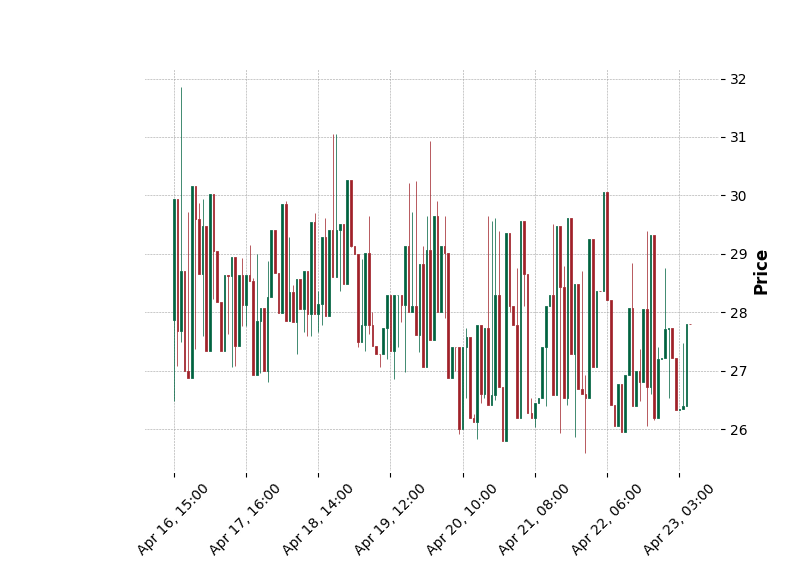 32
31
30
29
28
27
26
Price
Apr 16, 15:00
Apr 17, 16:00
Apr 18, 14:00
Apr 19, 12:00
Apr 20, 10:00
Apr 21, 08:00
Apr 22, 06:00
Apr 23, 03:00